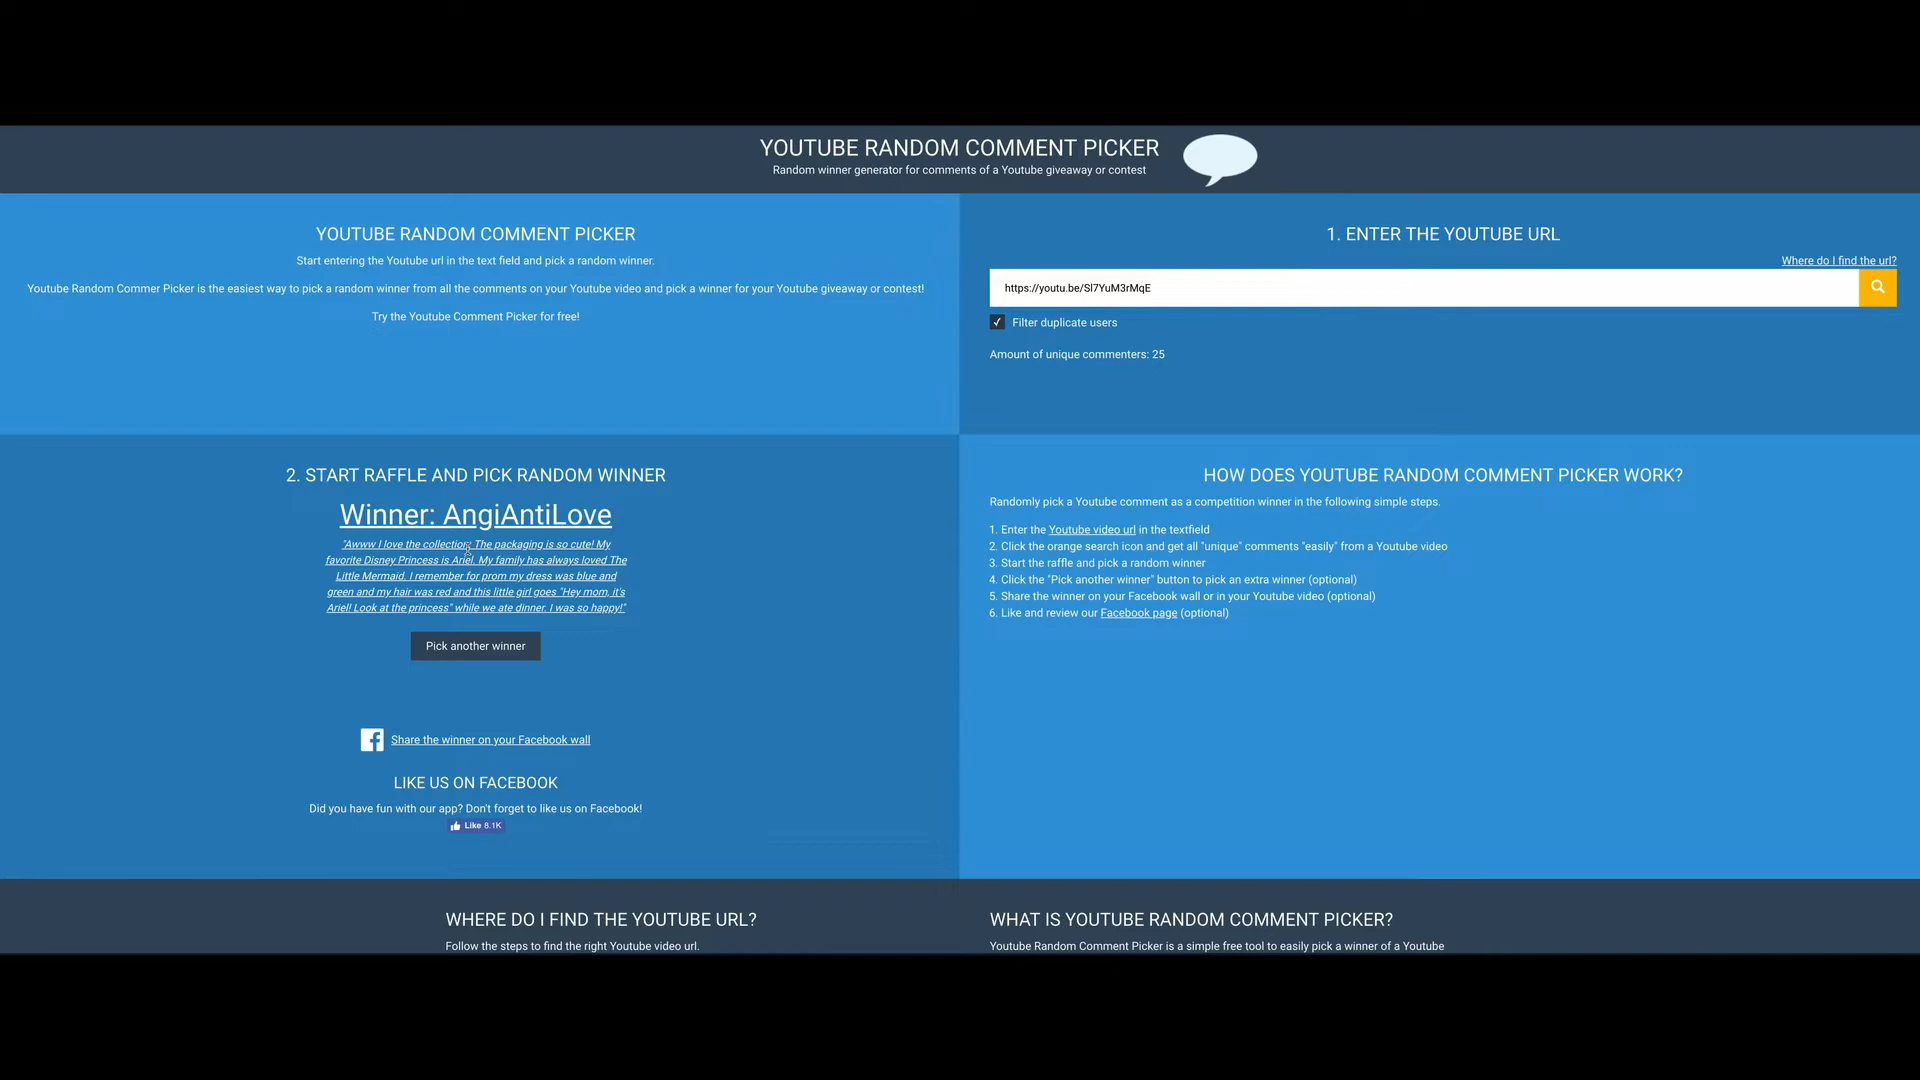 YOUTUBE RANDOM COMMENT PICKER
Random winner generator for comments of a Youtube giveaway or contest
YOUTUBE RANDOM COMMENT PICKER
Start entering the Youtube url in the text field and pick a random winner.
Youtube Random Commer Picker is the easiest way to pick a random winner from all the comments on your Youtube video and pick a winner for your Youtube giveaway or contest!
Try the Youtube Comment Picker for free!
1. ENTER THE YOUTUBE URL
Where do I find the url?
https://youtu.be/Sl7YuM3rMqE
Filter duplicate users
Amount of unique commenters: 25
2. START RAFFLE AND PICK RANDOM WINNER
Winner: AngiAntiLove
"Awww I love the collection. The packaging is so cute! My
favorite Disney Princess is Ariel. My family has always loved The
Little Mermaid. I remember for prom my dress was blue and
green and my hair was red and this little girl goes "Hey mom, it's
Ariel! Look at the princess" while we ate dinner. I was so happy!"
Pick another winner
Share the winner on your Facebook wall
LIKE US ON FACEBOOK
Did you have fun with our app? Don't forget to like us on Facebook!
Like 8.1K
HOW DOES YOUTUBE RANDOM COMMENT PICKER WORK?
Randomly pick a Youtube comment as a competition winner in the following simple steps.
1. Enter the Youtube video url in the textfield
2. Click the orange search icon and get all "unique" comments "easily" from a Youtube video
3. Start the raffle and pick a random winner
4. Click the "Pick another winner" button to pick an extra winner (optional)
5. Share the winner on your Facebook wall or in your Youtube video (optional)
6. Like and review our Facebook page (optional)
WHERE DO I FIND THE YOUTUBE URL?
Follow the steps to find the right Youtube video url.
WHAT IS YOUTUBE RANDOM COMMENT PICKER?
Youtube Random Comment Picker is a simple free tool to easily pick a winner of a Youtube